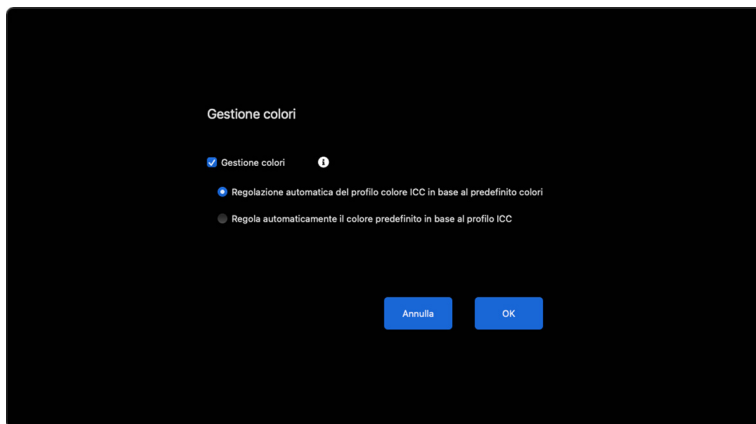 Gestione colori
Gestione colori
Regolazione automatica del profilo colore ICC in base al predefinito colori
Regola automaticamente il colore predefinito in base al profilo ICC
Annulla
OK